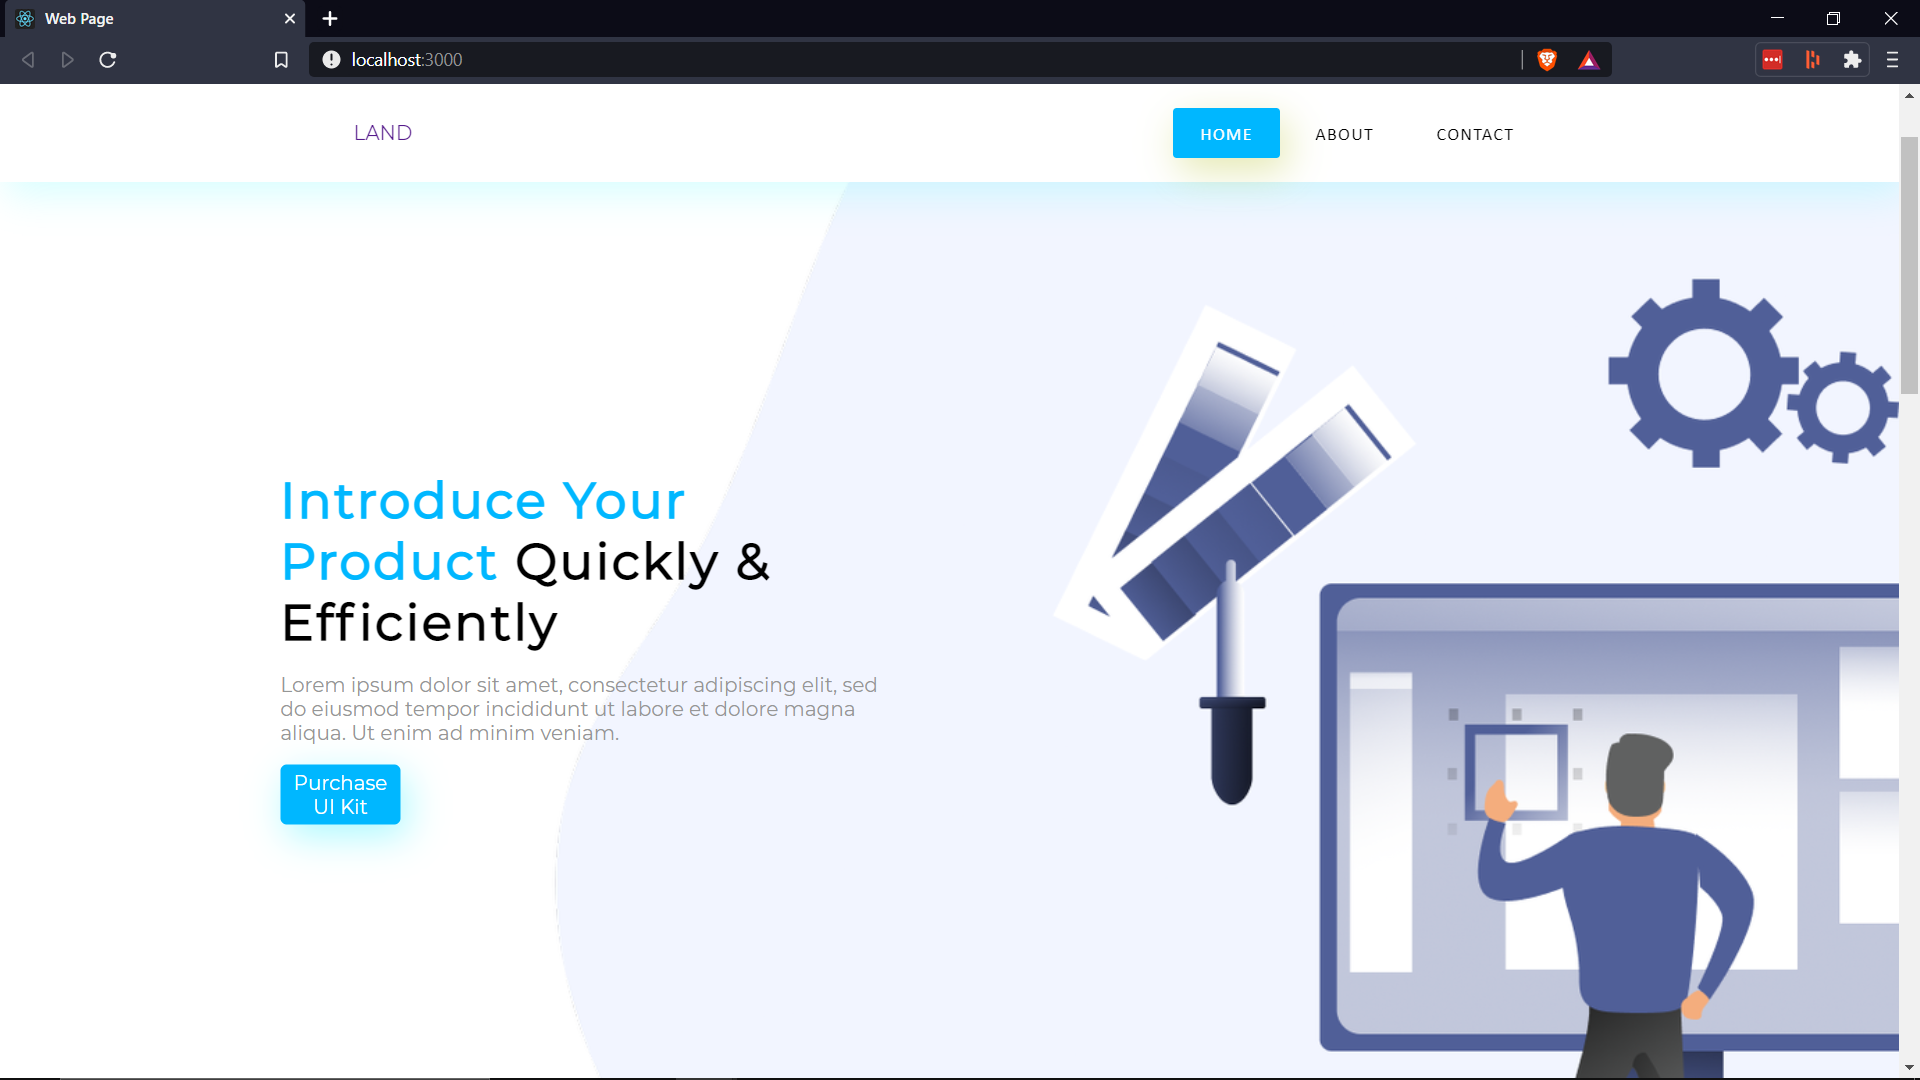 Web Page
localhost:3000
LAND
HOME ABOUT CONTACT
Introduce Your
Product Quickly &
Efficiently
Lorem ipsum dolor sit amet, consectetur adipiscing elit, sed
do eiusmod tempor incididunt ut labore et dolore magna
aliqua. Ut enim ad minim veniam.
Purchase
UI Kit